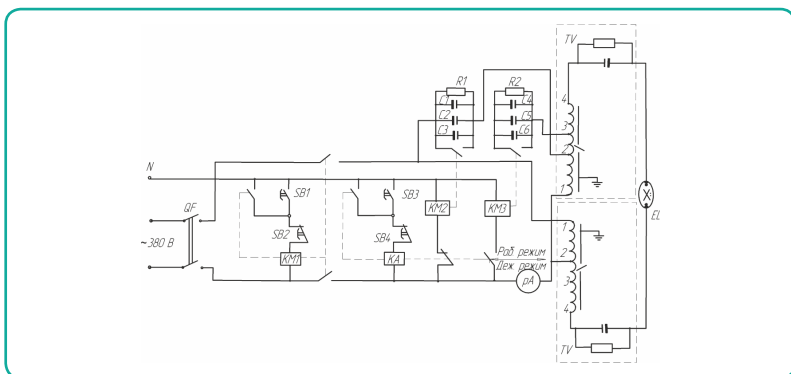 TV
R1
R2
C1
C4
C2
C5
C3
C6
4
3
2
1
N
QF
SB1
SB3
KM2
KM3
~380 В
SB2
SB4
KM1
KA
Раб режим
Деж режим
pA
EL
1
2
3
4
TV